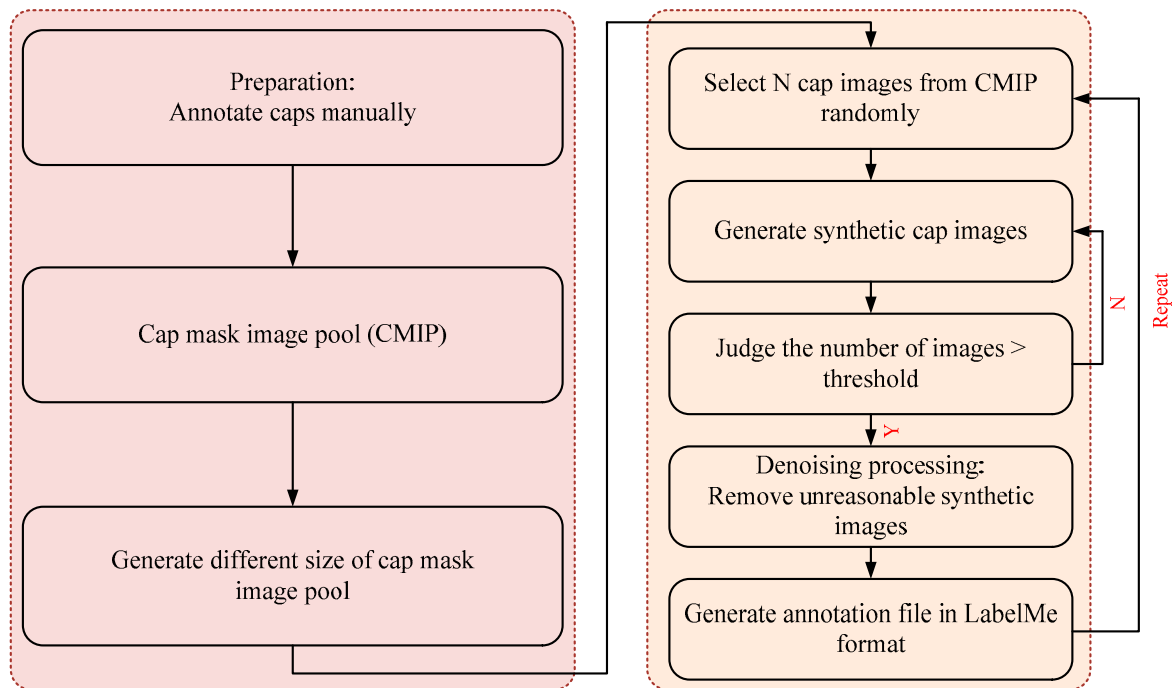 Preparation:
Annotate caps manually
Cap mask image pool (CMIP)
Generate different size of cap mask
image pool
Select N cap images from CMIP
randomly
Generate synthetic cap images
Judge the number of images >
threshold
N
Y
Denoising processing:
Remove unreasonable synthetic
images
Generate annotation file in LabelMe
format
Repeat